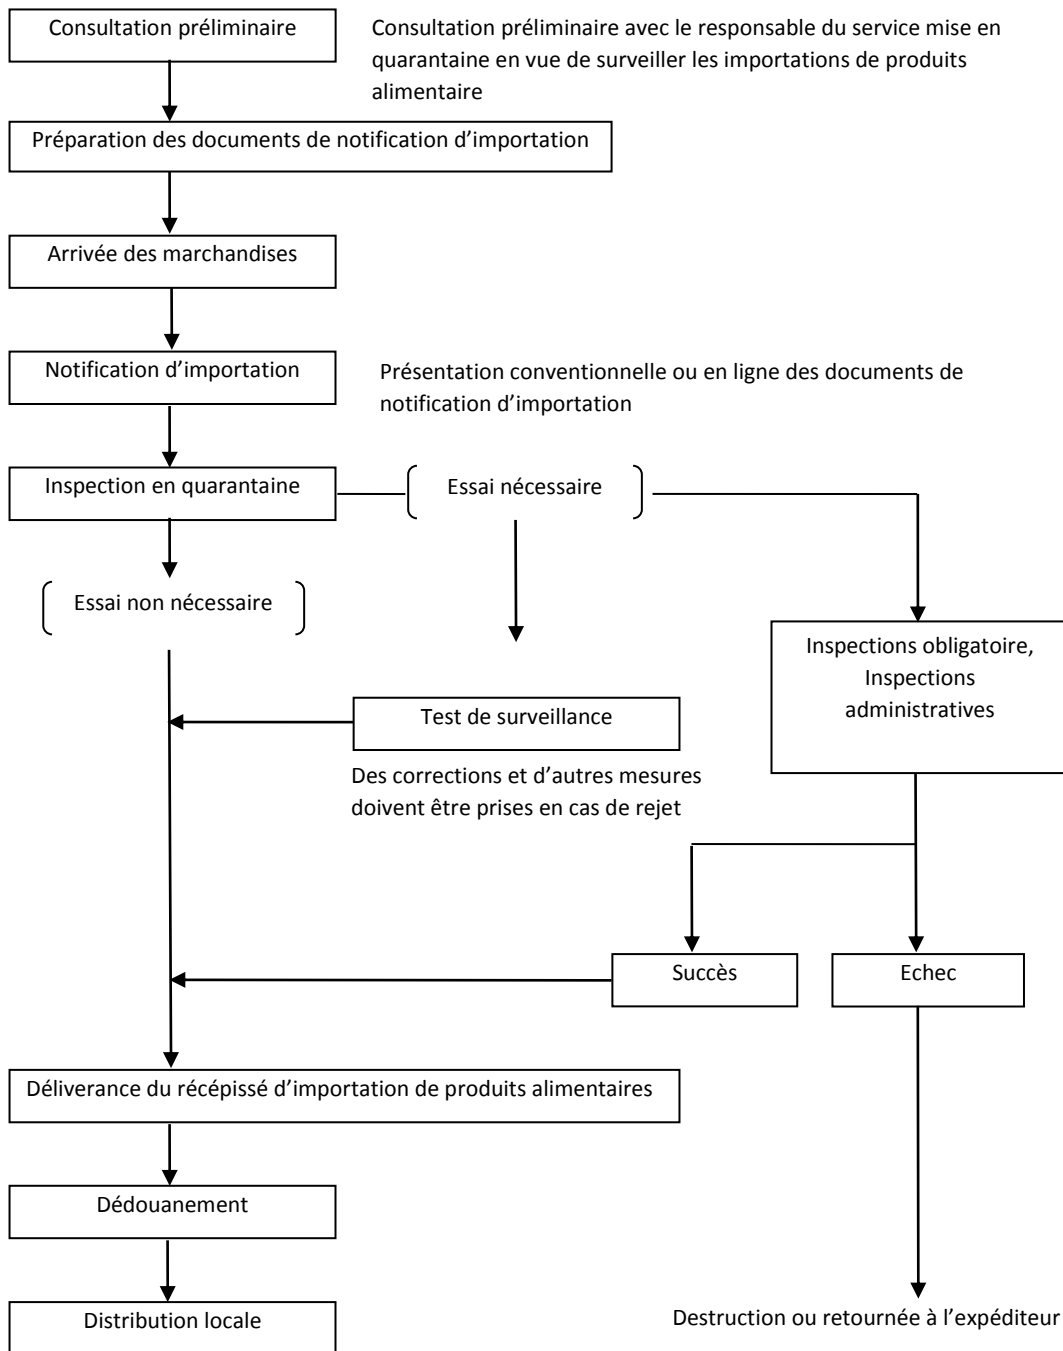 Consultation préliminaire
Consultation préliminaire avec le responsable du service mise en
quarantaine en vue de surveiller les importations de produits
alimentaire
Préparation des documents de notification d’importation
Arrivée des marchandises
Notification d’importation
Présentation conventionnelle ou en ligne des documents de
notification d’importation
Inspection en quarantaine
Essai nécessaire
Essai non nécessaire
Inspections obligatoire,
Inspections
administratives
Test de surveillance
Des corrections et d’autres mesures
doivent être prises en cas de rejet
Succès
Echec
Déliverance du récépissé d’importation de produits alimentaires
Dédouanement
Distribution locale
Destruction ou retournée à l’expéditeur